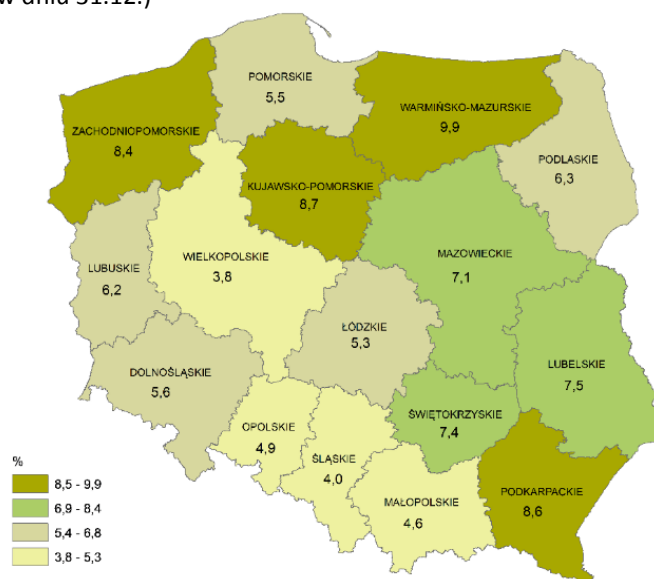 w dniu 31.12.)
POMORSKIE
5,5
WARMIŃSKO-MAZURSKIE
9,9
ZACHODNIOPOMORSKIE
8,4
PODLASKIE
6,3
KUJAWSKO-POMORSKIE
8,7
MAZOWIECKIE
7,1
WIELKOPOLSKIE
3,8
LUBUSKIE
6,2
ŁÓDZKIE
5,3
LUBELSKIE
7,5
DOLNOŚLĄSKIE
5,6
ŚWIĘTOKRZYSKIE
7,4
OPOLSKIE
4,9
ŚLĄSKIE
4,0
MAŁOPOLSKIE
4,6
PODKARPACKIE
8,6
%
8,5 - 9,9
6,9 - 8,4
5,4 - 6,8
3,8 - 5,3